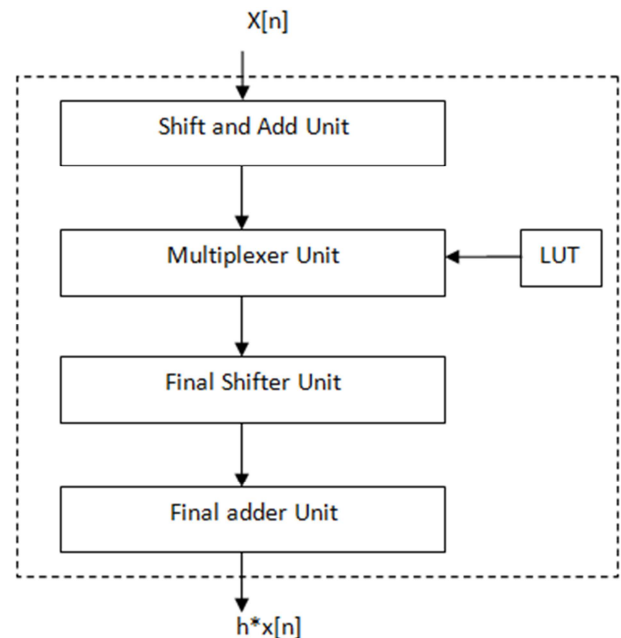 X[n]
Shift and Add Unit
Multiplexer Unit
LUT
Final Shifter Unit
Final adder Unit
h*x[n]